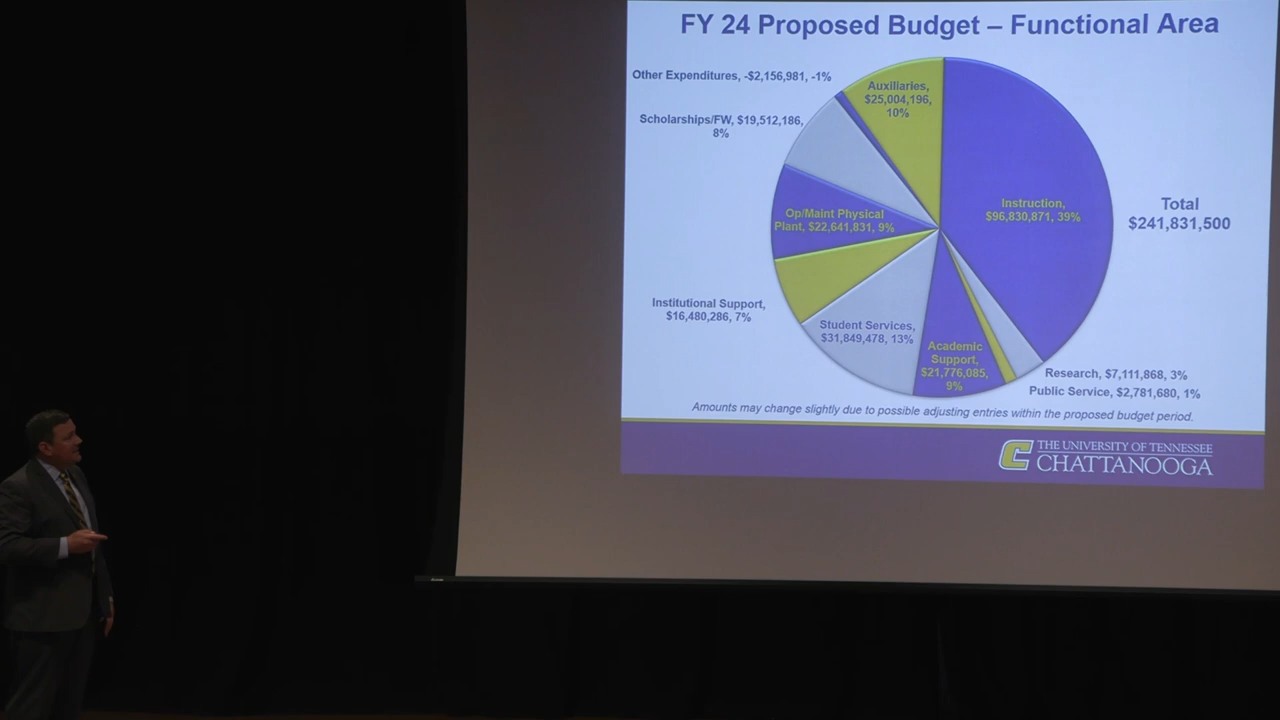 FY 24 Proposed Budget – Functional Area
Other Expenditures, -$2,156,981, -1%
Auxiliaries,
$25,004,196,
10%
Scholarships/FW, $19,512,186,
8%
Instruction,
$96,830,871, 39%
Total
$241,831,500
Op/Maint Physical
Plant, $22,641,831, 9%
Institutional Support,
$16,480,286, 7%
Student Services,
$31,849,478, 13%
Academic
Support,
$21,776,085,
9%
Research, $7,111,868, 3%
Public Service, $2,781,680, 1%
Amounts may change slightly due to possible adjusting entries within the proposed budget period.
C
THE UNIVERSITY OF TENNESSEE
CHATTANOOGA